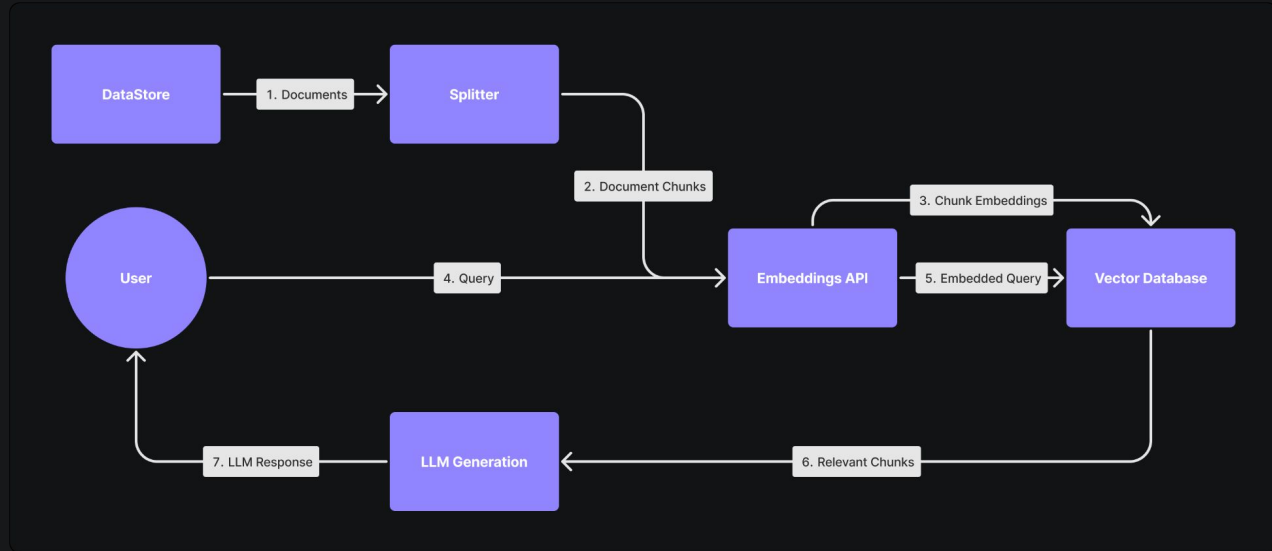 DataStore
1. Documents
Splitter
2. Document Chunks
3. Chunk Embeddings
User
4. Query
Embeddings API
5. Embedded Query
Vector Database
7. LLM Response
LLM Generation
6. Relevant Chunks